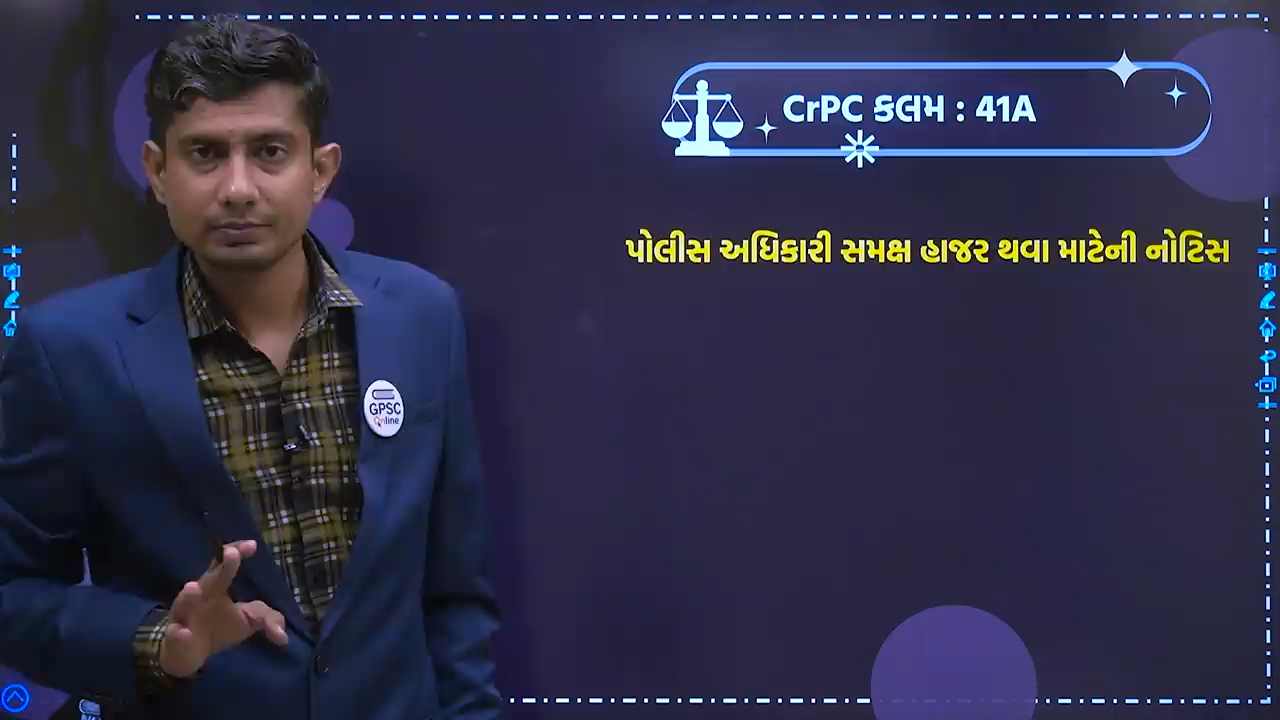 CrPC કલમ : 41A
પોલીસ અધિકારી સમક્ષ હાજર થવા માટેની નોટિસ
GPSC
Online